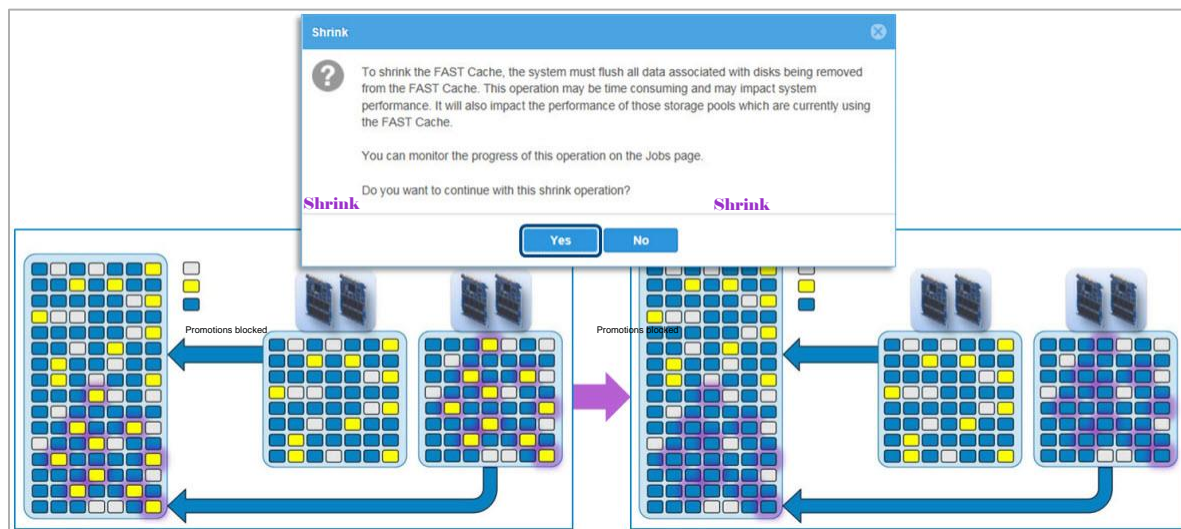 Shrink
To shrink the FAST Cache, the system must flush all data associated with disks being removed
from the FAST Cache. This operation may be time consuming and may impact system
performance. It will also impact the performance of those storage pools which are currently using
the FAST Cache.
You can monitor the progress of this operation on the Jobs page.
Do you want to continue with this shrink operation?
Shrink
Shrink
Yes
No
Promotions blocked
Promotions blocked